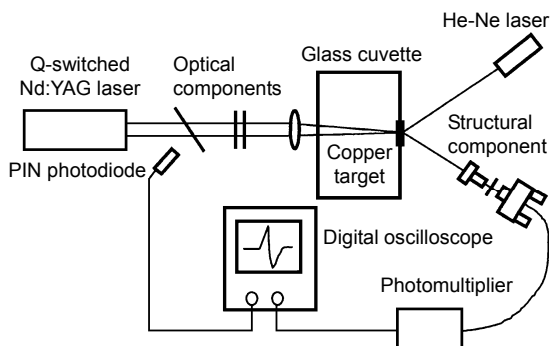 He-Ne laser
Glass cuvette
Q-switched
Nd:YAG laser
Optical
components
Structural
component
Copper
target
PIN photodiode
Digital oscilloscope
Photomultiplier